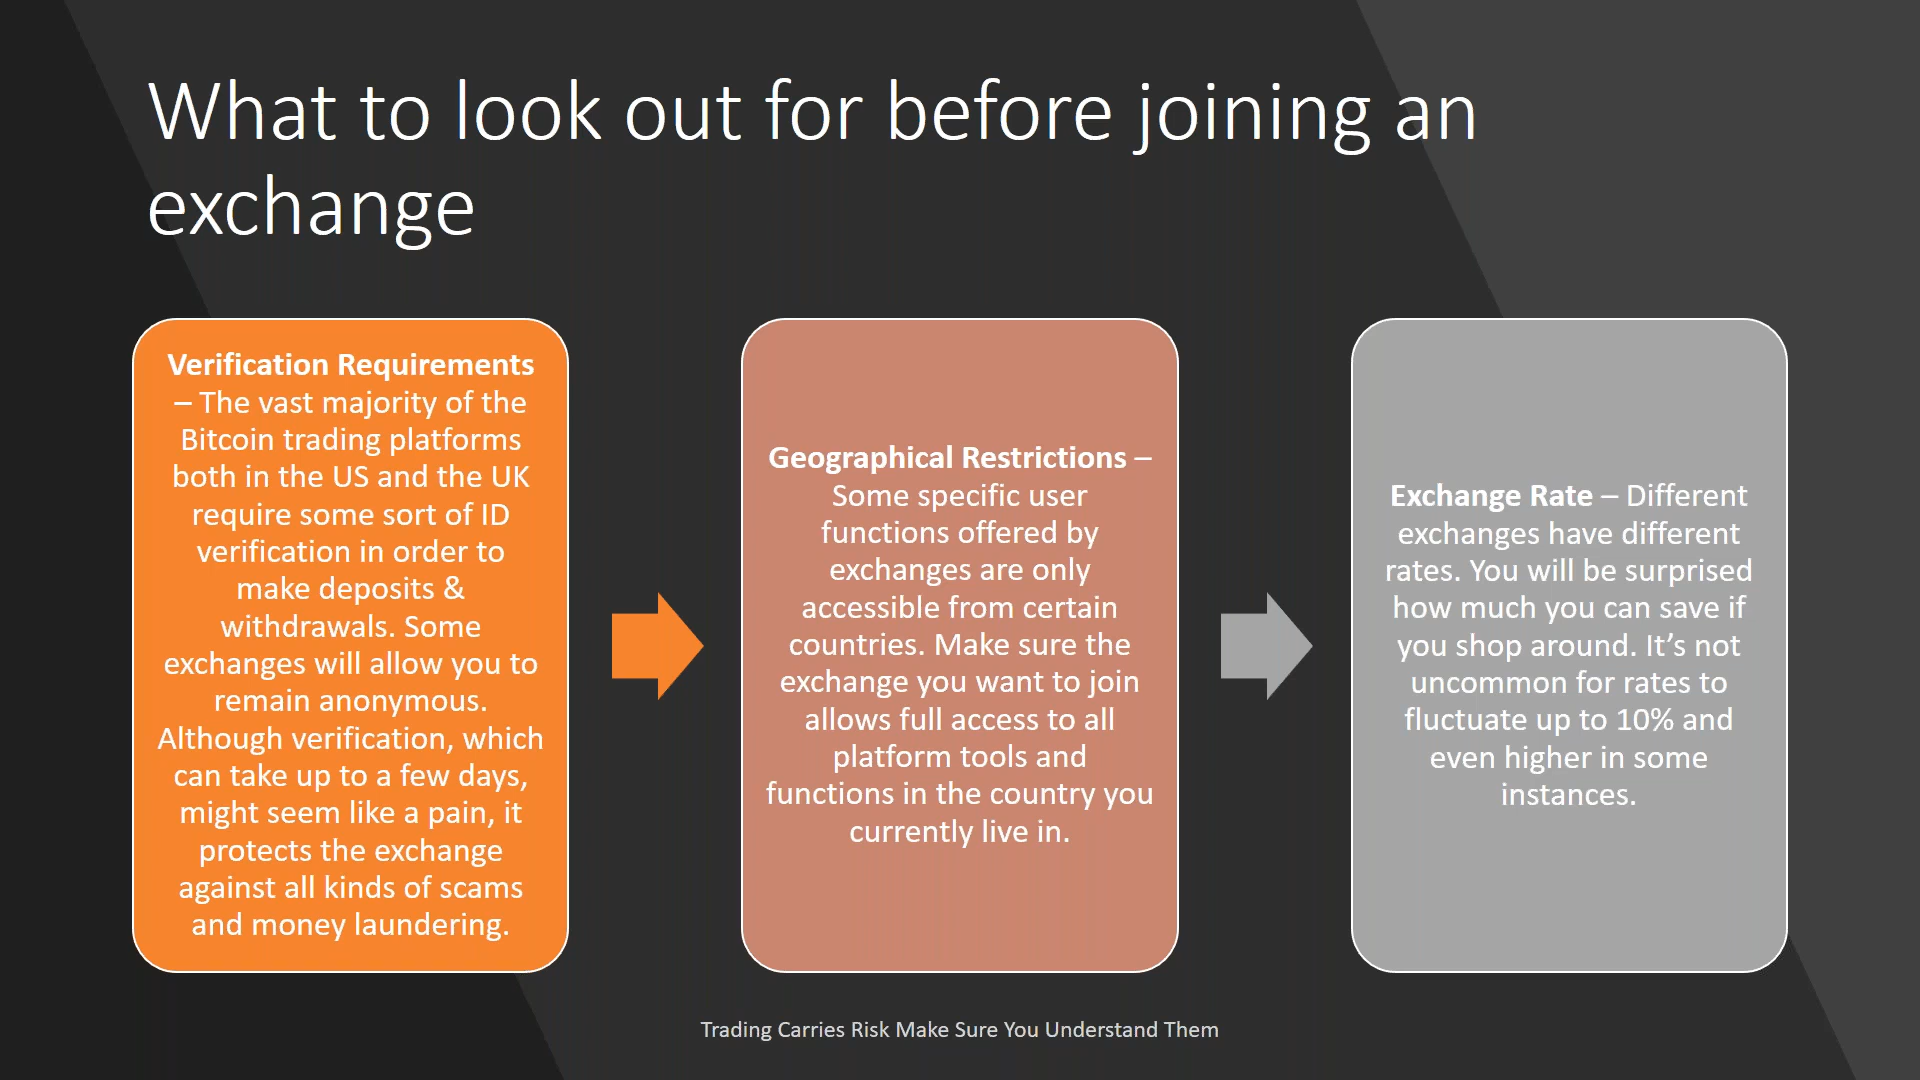 What to look out for before joining an
exchange
Verification Requirements
– The vast majority of the
Bitcoin trading platforms
both in the US and the UK
require some sort of ID
verification in order to
make deposits &
withdrawals. Some
exchanges will allow you to
remain anonymous.
Although verification, which
can take up to a few days,
might seem like a pain, it
protects the exchange
against all kinds of scams
and money laundering.
Geographical Restrictions –
Some specific user
functions offered by
exchanges are only
accessible from certain
countries. Make sure the
exchange you want to join
allows full access to all
platform tools and
functions in the country you
currently live in.
Exchange Rate – Different
exchanges have different
rates. You will be surprised
how much you can save if
you shop around. It’s not
uncommon for rates to
fluctuate up to 10% and
even higher in some
instances.
Trading Carries Risk Make Sure You Understand Them